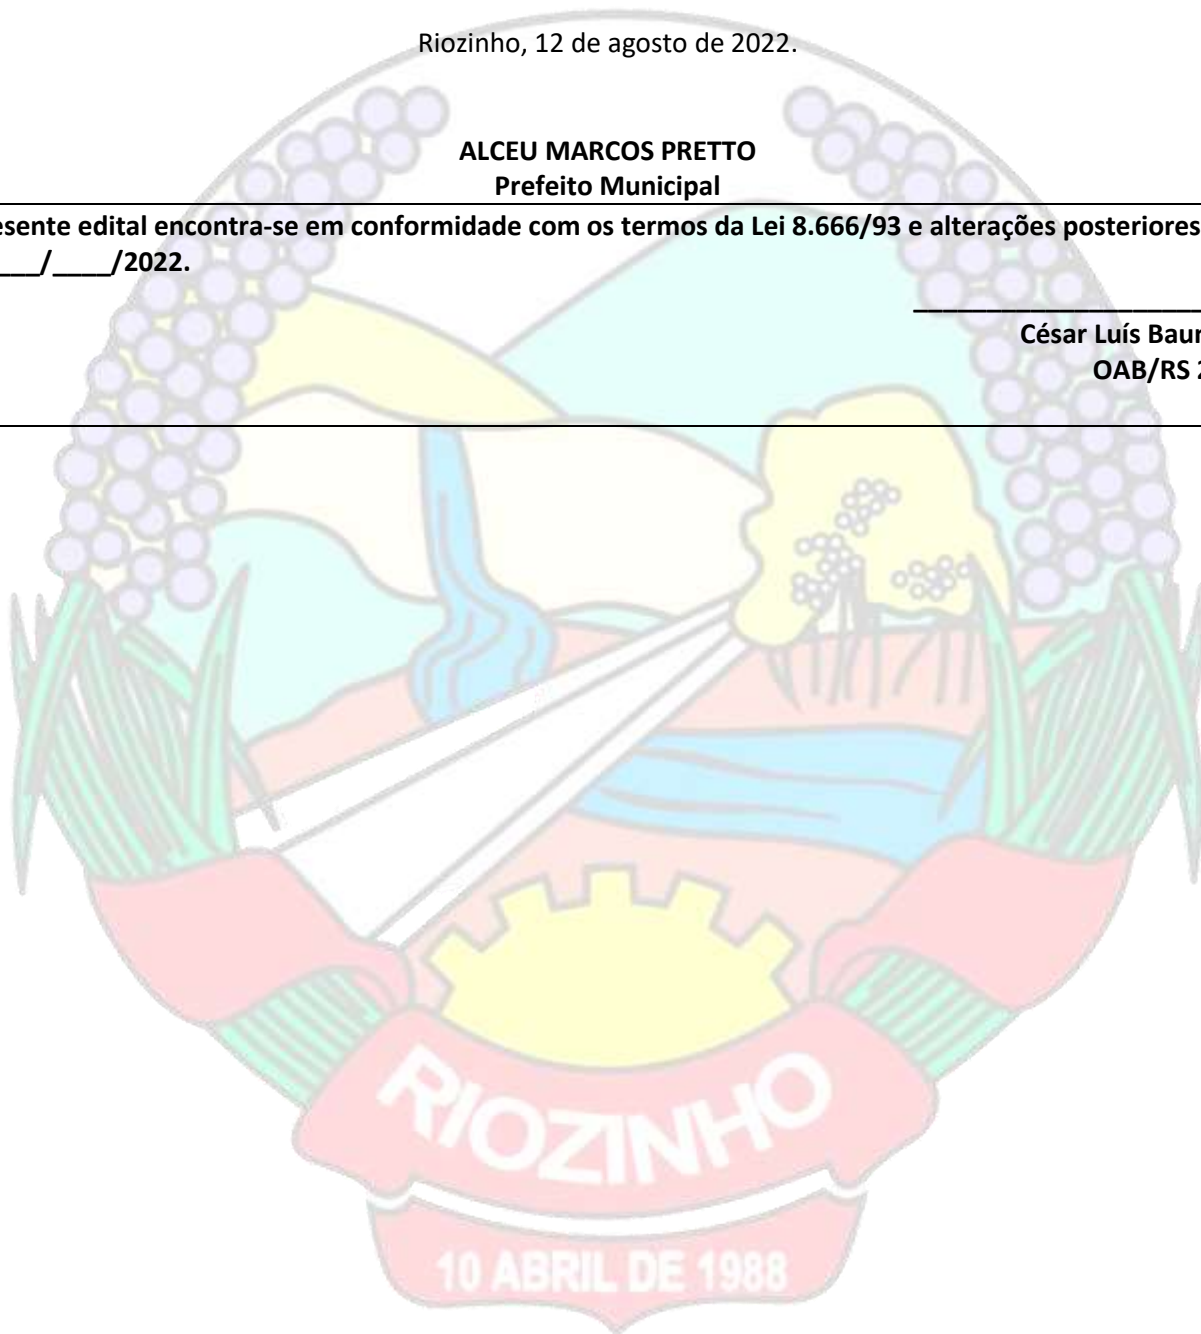 Riozinho, 12 de agosto de 2022.
ALCEU MARCOS PRETTO
Prefeito Municipal
edital encontra-se em conformidade com os termos da Lei 8.666/93 e alterações posteriores
___/____/2022.
César Luís
OAB/RS
RIOZINHO
10 ABRIL DE 1988